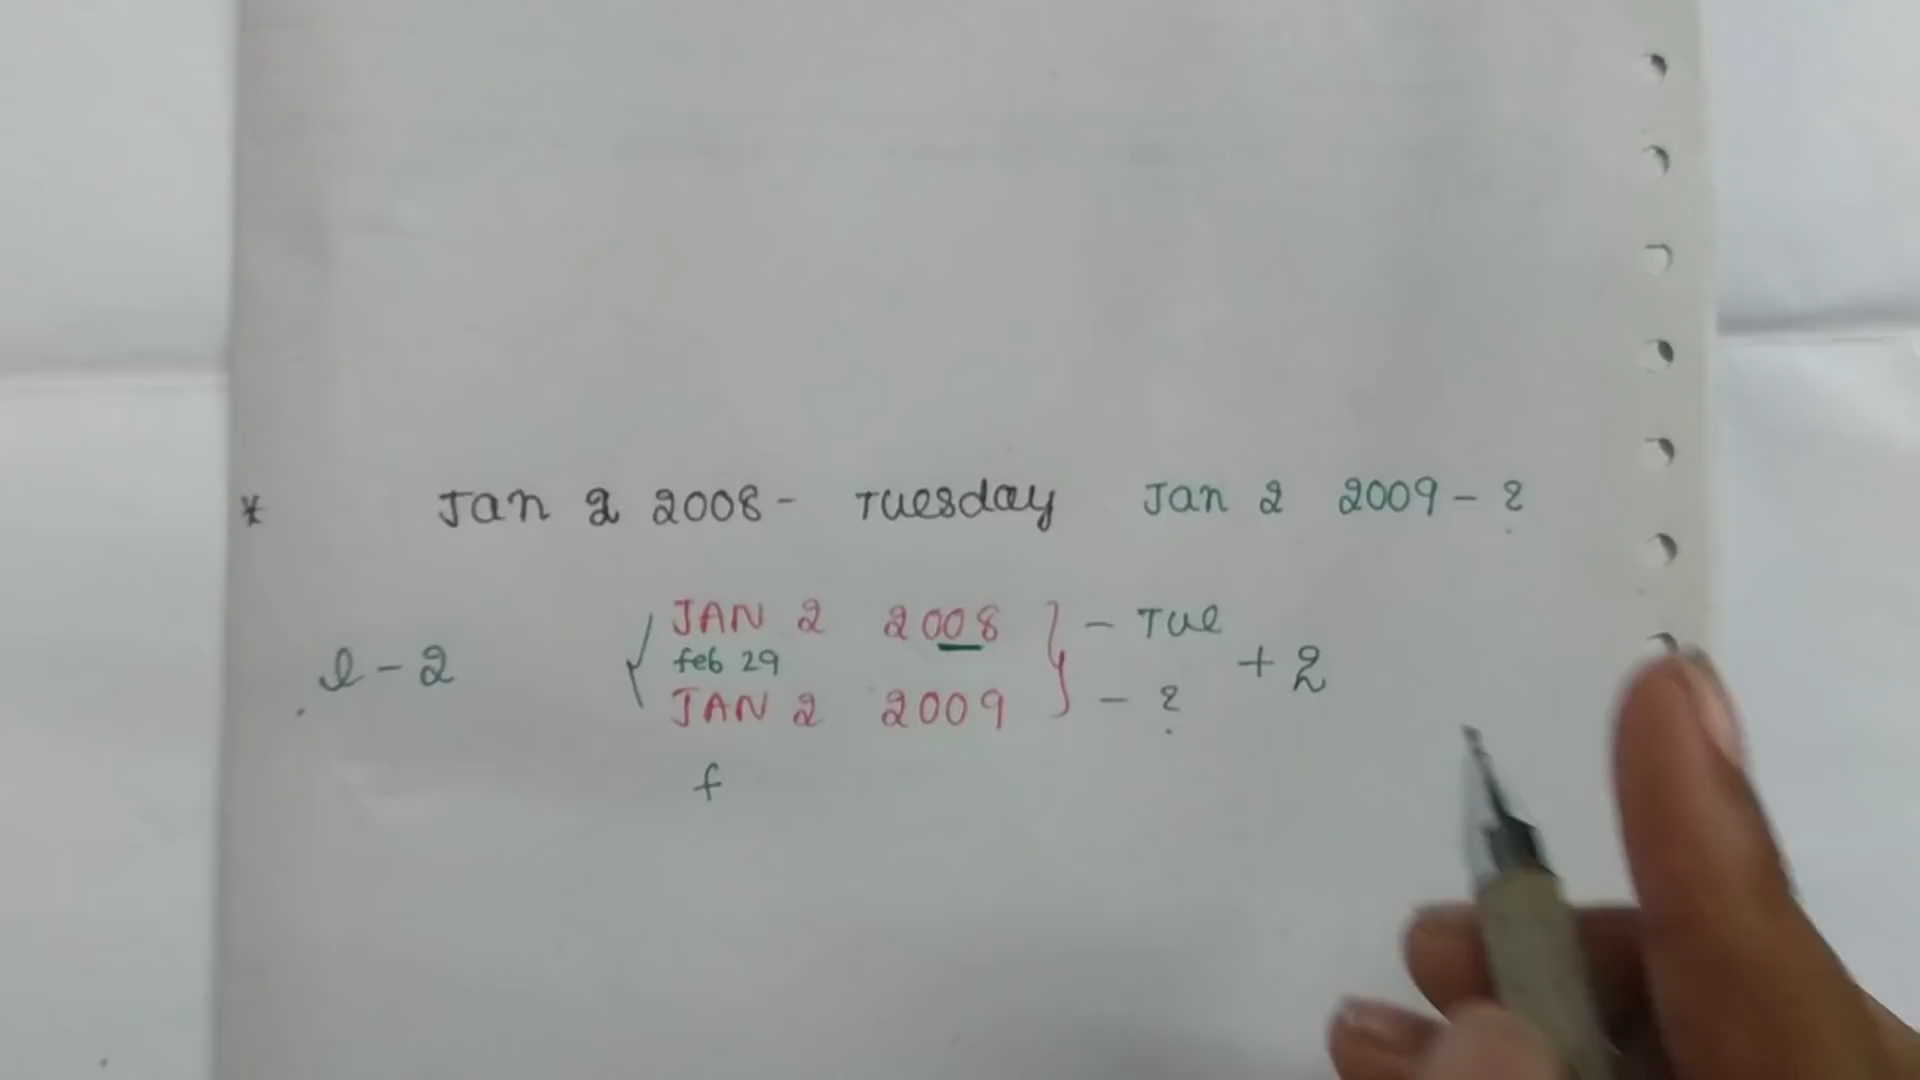 * Jan 2 2008 - Tuesday Jan 2 2009 - ?
JAN 2 2008 - Tue
l - 2 feb 29 + 2
JAN 2 2009 - ?
f